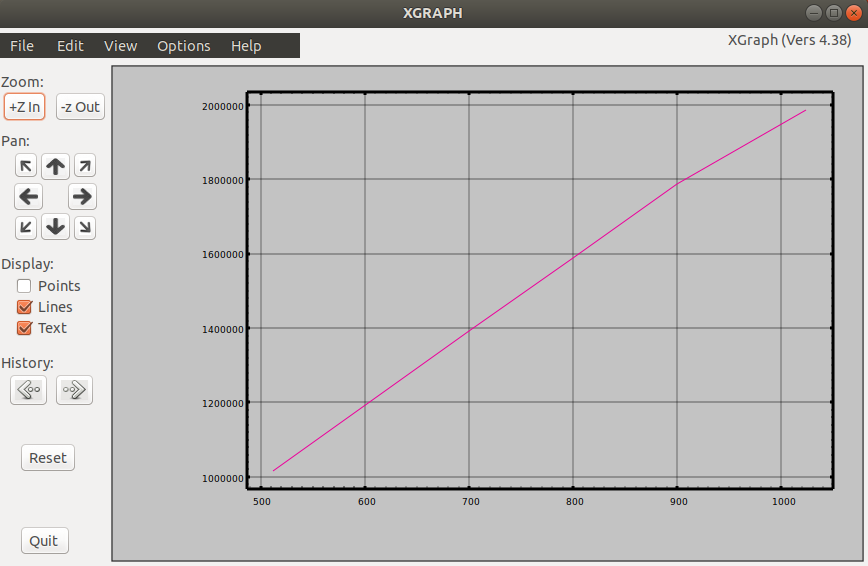 XGRAPH
File Edit View Options Help
XGraph (Vers 4.38)
Zoom:
+Z In -z Out
Pan:
Display:
Points
Lines
Text
History:
Reset
Quit
2000000
1800000
1600000
1400000
1200000
1000000
500 600 700 800 900 1000